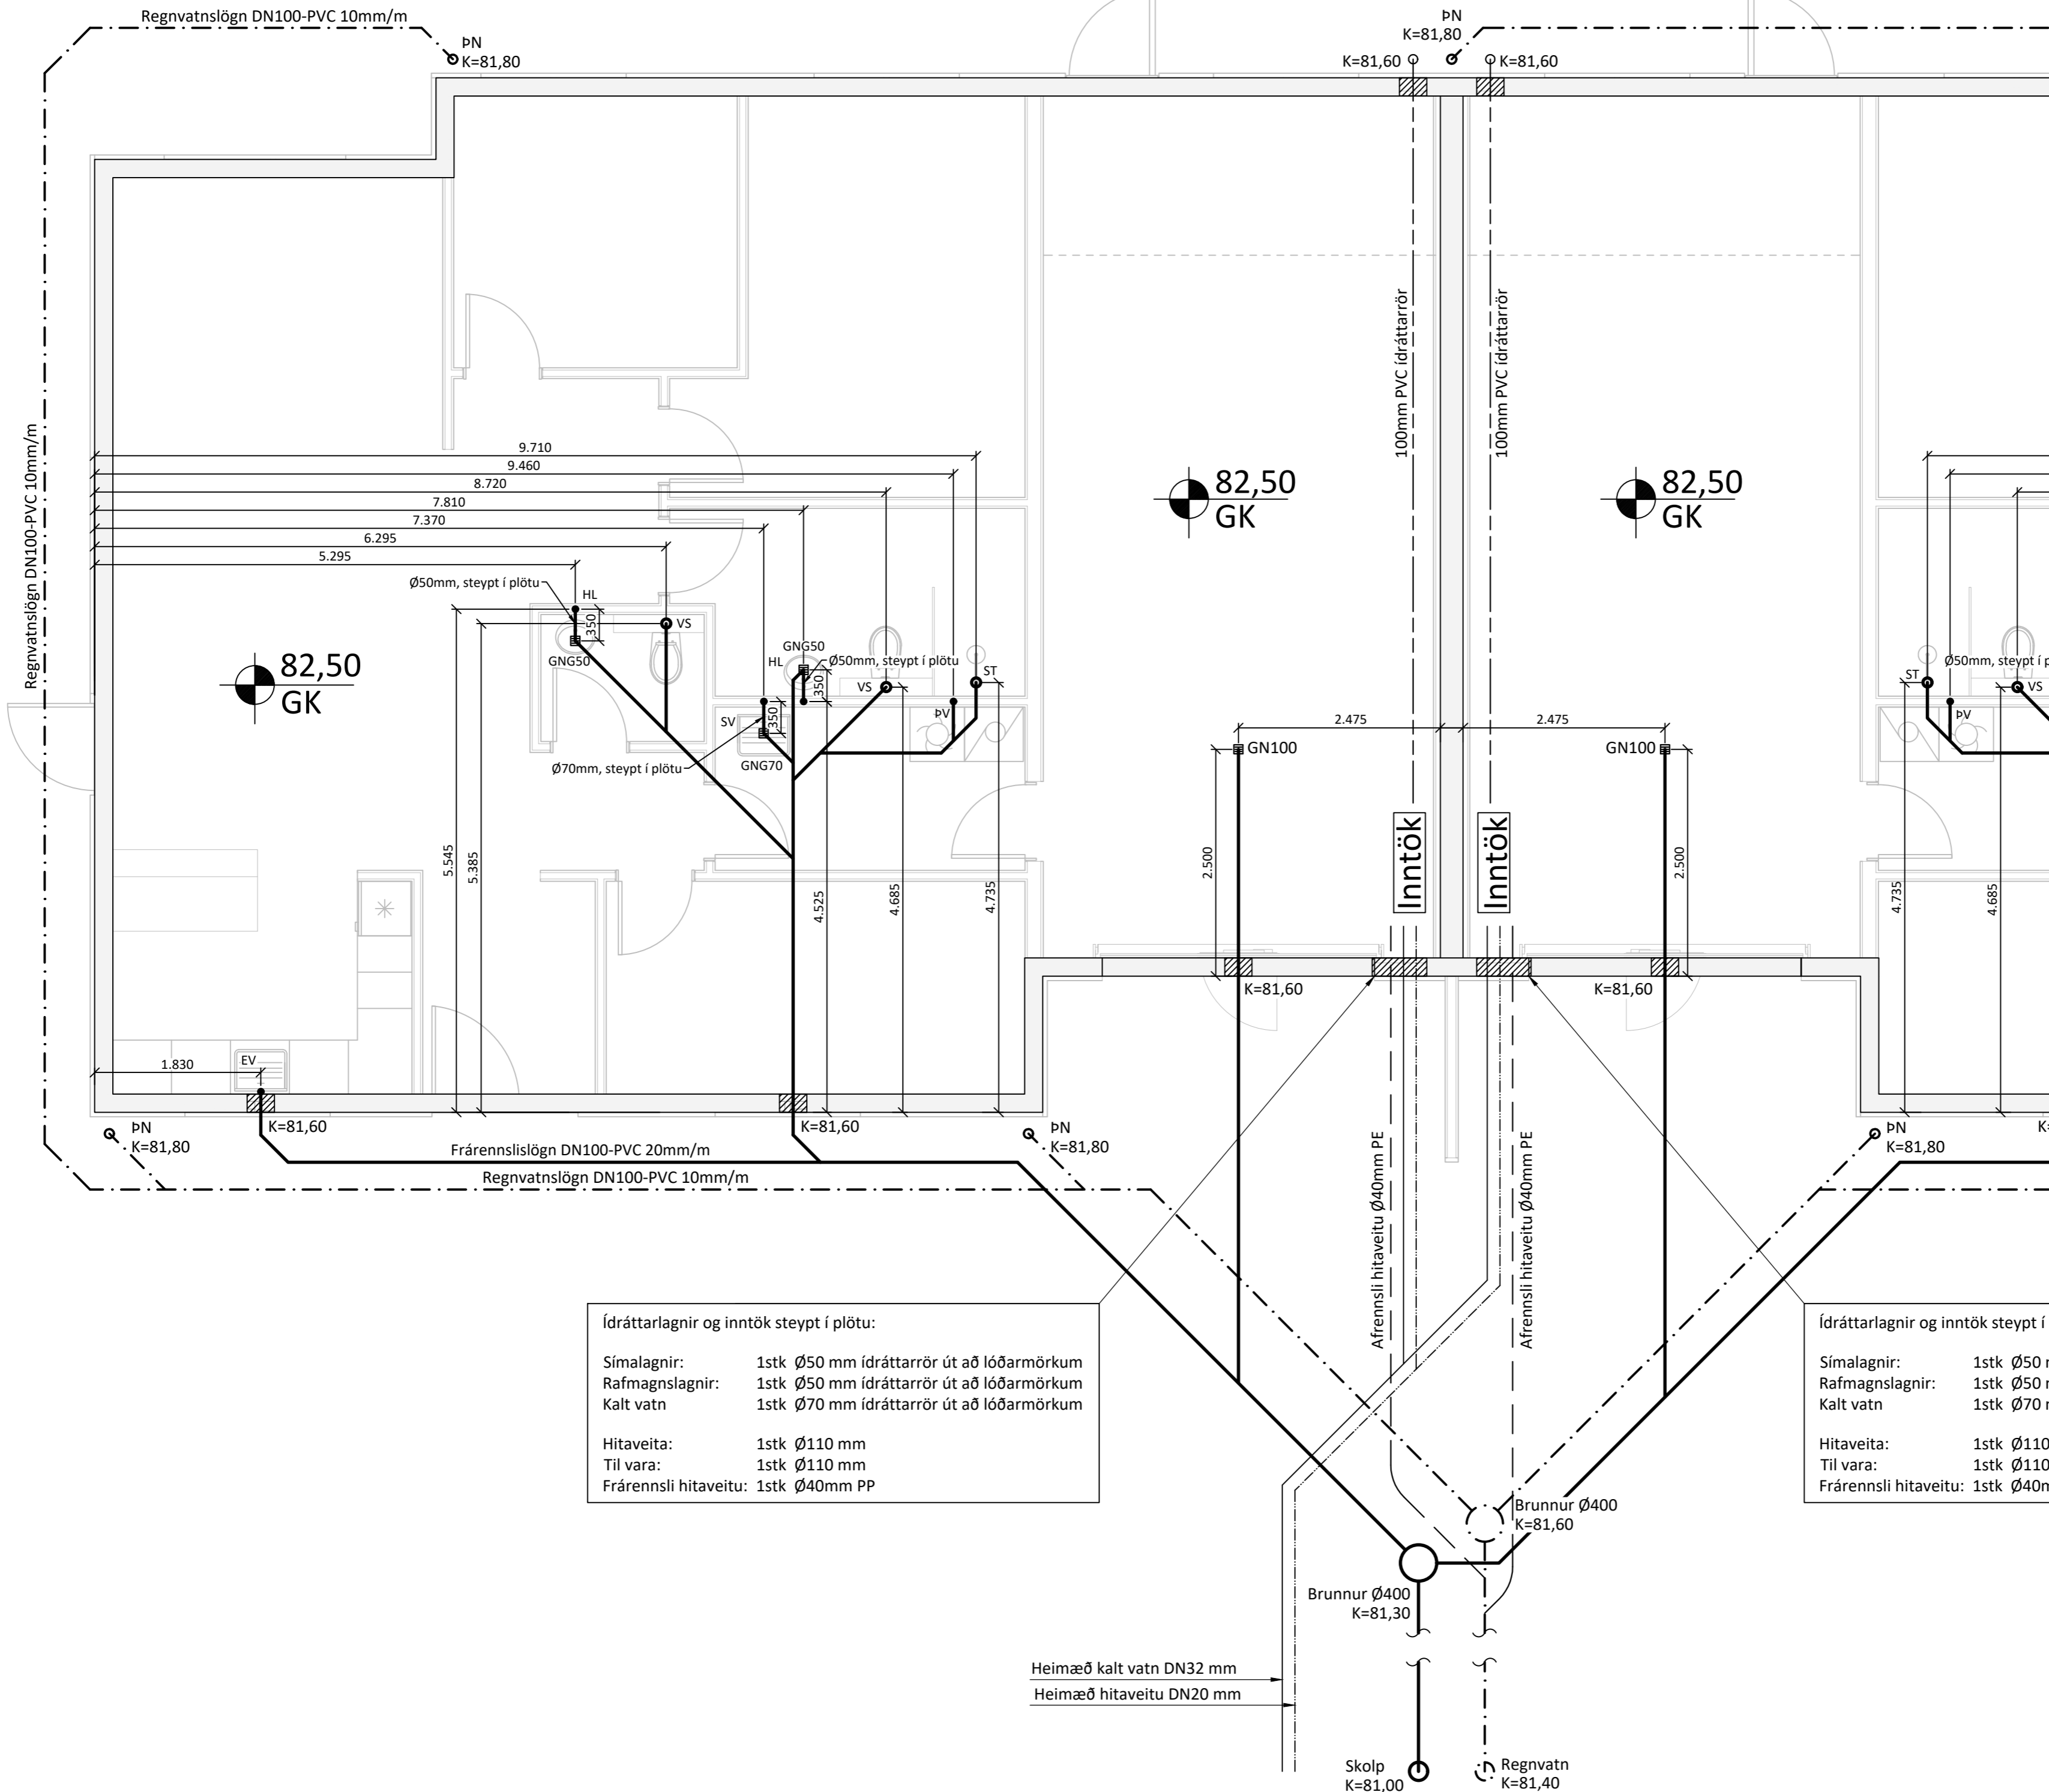 Regnvatnslögn DN100-PVC 10mm/m
ÞN
K=81,80
ÞN
K=81,80
K=81,60
K=81,60
Regnvatnslögn DN100-PVC 10mm/m
100mm PVC ídráttarrör
100mm PVC ídráttarrör
9.710
9.460
8.720
7.810
7.370
6.295
5.295
82,50
GK
82,50
GK
82,50
GK
Ø50mm, steypt í plötu
HL
350
VS
GNG50
GNG50
HL
Ø50mm, steypt í plötu
350
VS
ST
SV
350
ÞV
GNG70
Ø70mm, steypt í plötu
ST
Ø50mm, steypt í p
VS
ÞV
2.475
2.475
GN100
GN100
2.500
2.500
Inntök
Inntök
5.545
5.385
4.525
4.685
4.735
4.735
4.685
K=81,60
K=81,60
1.830
EV
K=81,60
K=81,60
K=
ÞN
K=81,80
ÞN
K=81,80
ÞN
K=81,80
Frárennslislögn DN100-PVC 20mm/m
Regnvatnslögn DN100-PVC 10mm/m
Afrennsli hitaveitu Ø40mm PE
Afrennsli hitaveitu Ø40mm PE
Ídráttarlagnir og inntök steypt í plötu:
Símalagnir: 1stk Ø50 mm ídráttarrör út að lóðarmörkum
Rafmagnslagnir: 1stk Ø50 mm ídráttarrör út að lóðarmörkum
Kalt vatn 1stk Ø70 mm ídráttarrör út að lóðarmörkum
Hitaveita: 1stk Ø110 mm
Til vara: 1stk Ø110 mm
Frárennsli hitaveitu: 1stk Ø40mm PP
Ídráttarlagnir og inntök steypt í
Símalagnir: 1stk Ø50
Rafmagnslagnir: 1stk Ø50
Kalt vatn 1stk Ø70
Hitaveita: 1stk Ø110
Til vara: 1stk Ø110
Frárennsli hitaveitu: 1stk Ø40m
Brunnur Ø400
K=81,60
Brunnur Ø400
K=81,30
Heimæð kalt vatn DN32 mm
Heimæð hitaveitu DN20 mm
Skolp
K=81,00
Regnvatn
K=81,40